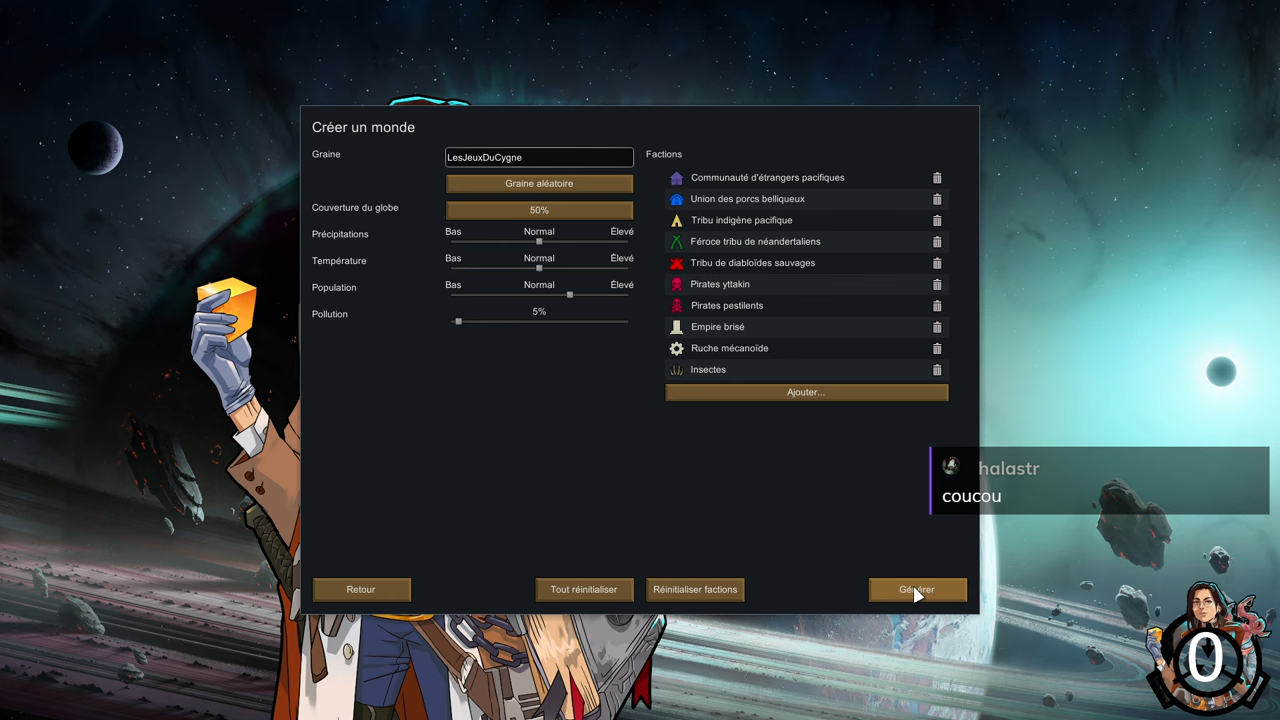 Créer un monde
Graine
LesJeuxDuCygne
Graine aléatoire
Couverture du globe
50%
Précipitations
Bas Normal Élevé
Température
Bas Normal Élevé
Population
Bas Normal Élevé
Pollution
5%
Factions
Communauté d'étrangers pacifiques
Union des porcs belliqueux
Tribu indigène pacifique
Féroce tribu de néandertaliens
Tribu de diabloïdes sauvages
Pirates yttakin
Pirates pestilents
Empire brisé
Ruche mécanoïde
Insectes
Ajouter...
halastr
coucou
Retour
Tout réinitialiser
Réinitialiser factions
Générer
0